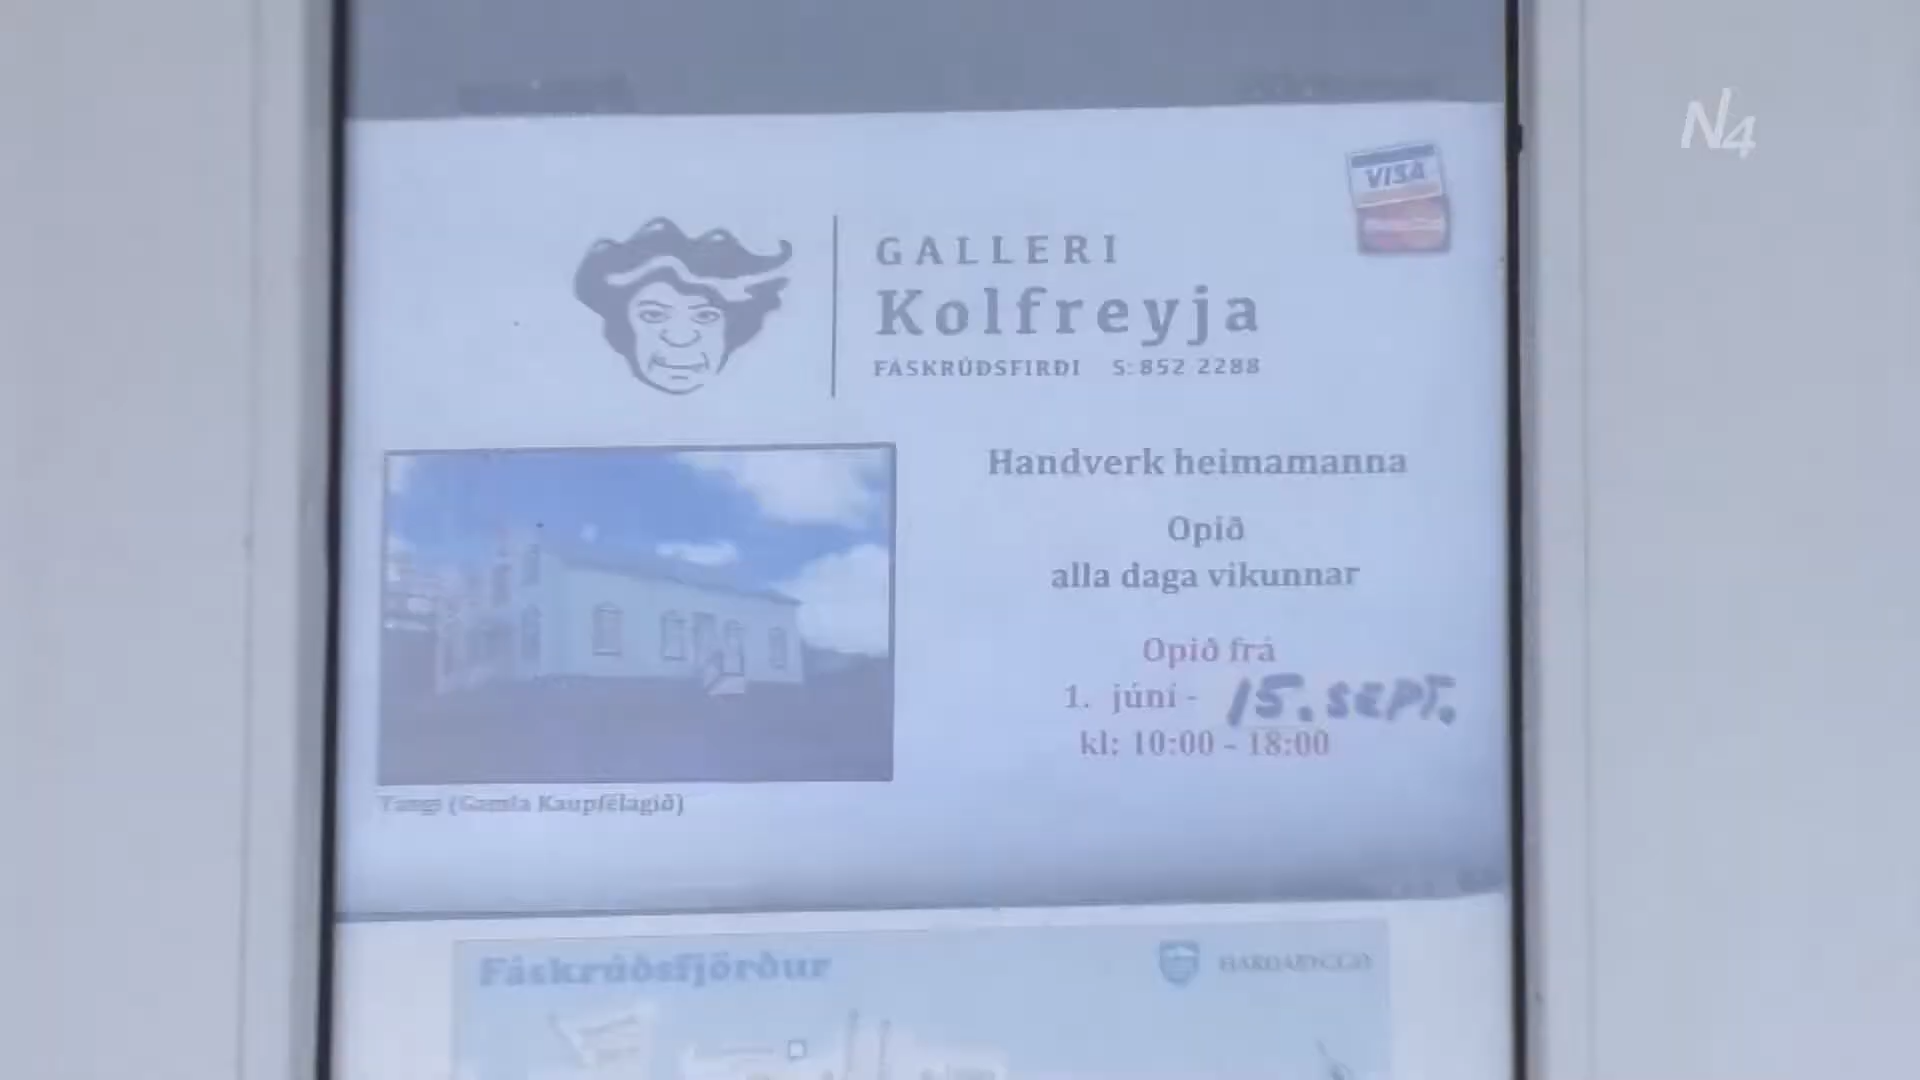 N4
VISA
GALLERI
Kolfreyja
FÁSKRÚÐSFIRÐI S: 852 2288
Handverk heimamanna
Opið
alla daga vikunnar
Opið frá
1. júní - 15. SEPT.
kl: 10:00 - 18:00
Tangi (Gamla Kaupfélagið)
Fáskrúðsfjörður
FJARÐABYGGÐ